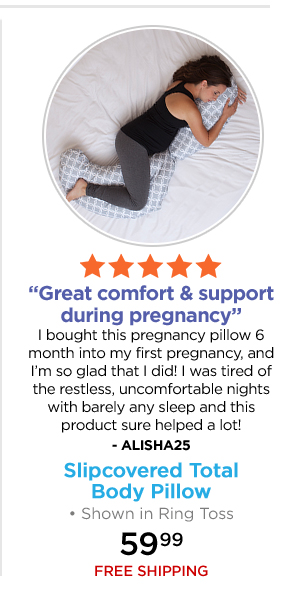 “Great comfort & support
during pregnancy”
I bought this pregnancy pillow 6
month into my first pregnancy, and
I’m so glad that I did! I was tired of
the restless, uncomfortable nights
with barely any sleep and this
product sure helped a lot!
- ALISHA25
Slipcovered Total
Body Pillow
• Shown in Ring Toss
59⁹⁹
FREE SHIPPING